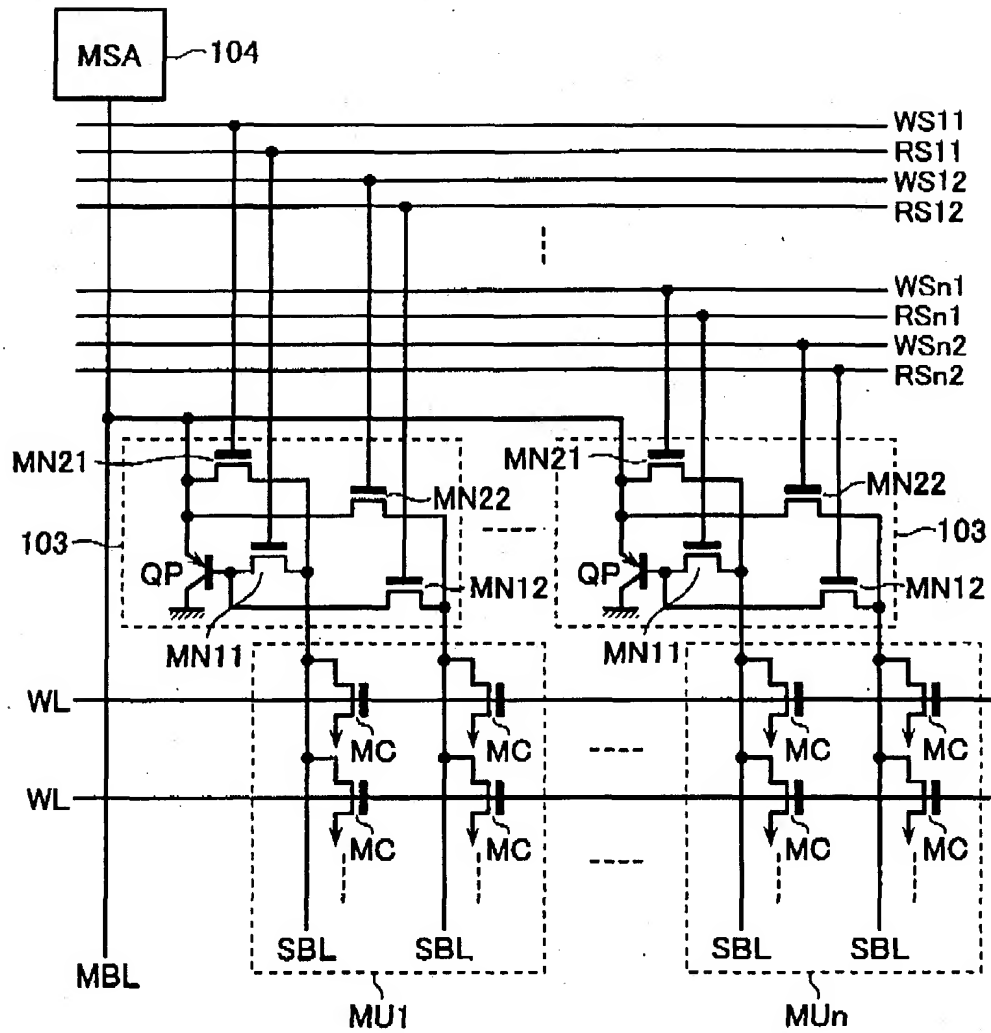 MSA 104
WS11
RS11
WS12
RS12
WSn1
RSn1
WSn2
RSn2
MN21 MN21
MN22 MN22
103 103
QP QP
MN12 MN12
MN11 MN11
WL MC MC MC MC
WL MC MC MC MC
SBL SBL SBL SBL
MBL
MU1 MUn